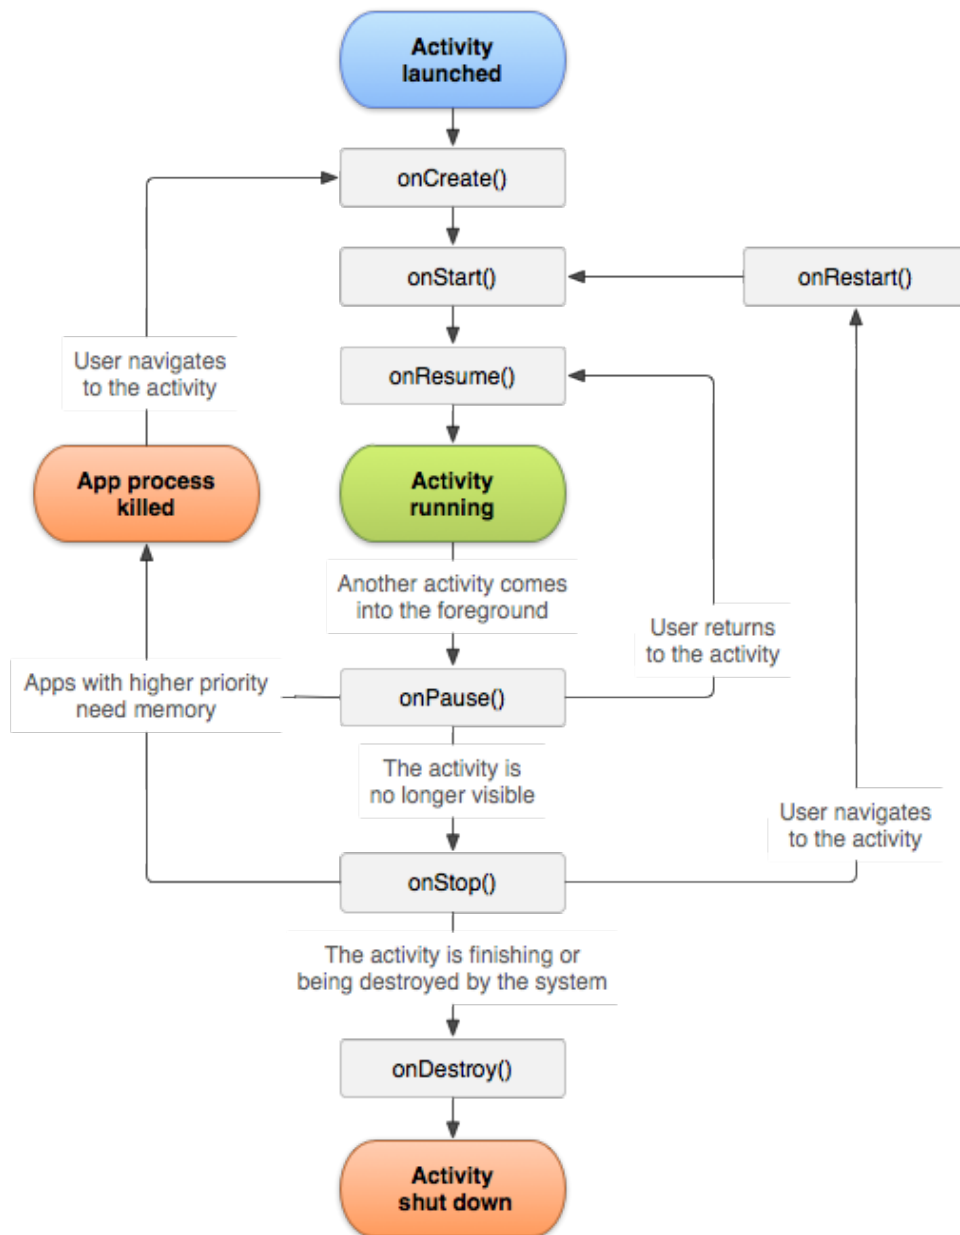 Activity
launched
onCreate()
onStart()
onRestart()
User navigates
to the activity
onResume()
App process
killed
Activity
running
Another activity comes
into the foreground
User returns
to the activity
Apps with higher priority
need memory
onPause()
The activity is
no longer visible
User navigates
to the activity
onStop()
The activity is finishing or
being destroyed by the system
onDestroy()
Activity
shut down